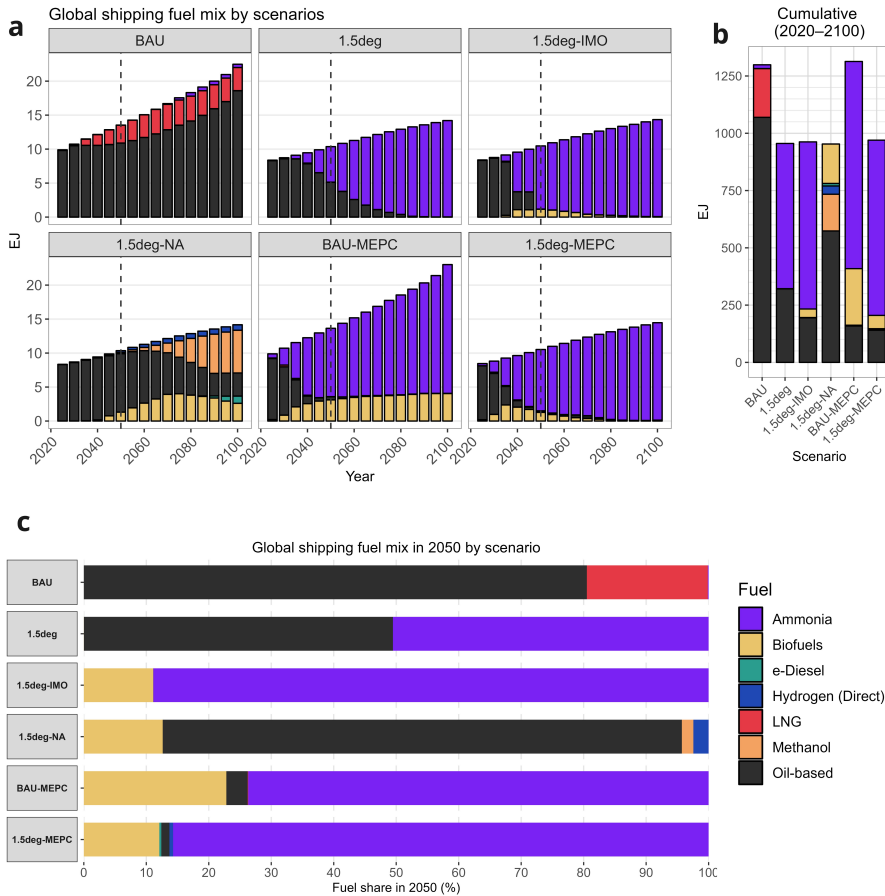 a
Global shipping fuel mix by scenarios
BAU
1.5deg
1.5deg-IMO
20
15
10
5
0
EJ
1.5deg-NA
BAU-MEPC
1.5deg-MEPC
20
15
10
5
0
2020
2040
2060
2080
2100
2020
2040
2060
2080
2100
2020
2040
2060
2080
2100
Year
b
Cumulative
(2020–2100)
1250
1000
750
500
250
0
EJ
BAU
1.5deg
1.5deg-IMO
1.5deg-NA
BAU-MEPC
1.5deg-MEPC
Scenario
c
Global shipping fuel mix in 2050 by scenario
BAU
1.5deg
1.5deg-IMO
1.5deg-NA
BAU-MEPC
1.5deg-MEPC
0 10 20 30 40 50 60 70 80 90
Fuel share in 2050 (%)
Fuel
Ammonia
Biofuels
e-Diesel
Hydrogen (Direct)
LNG
Methanol
Oil-based